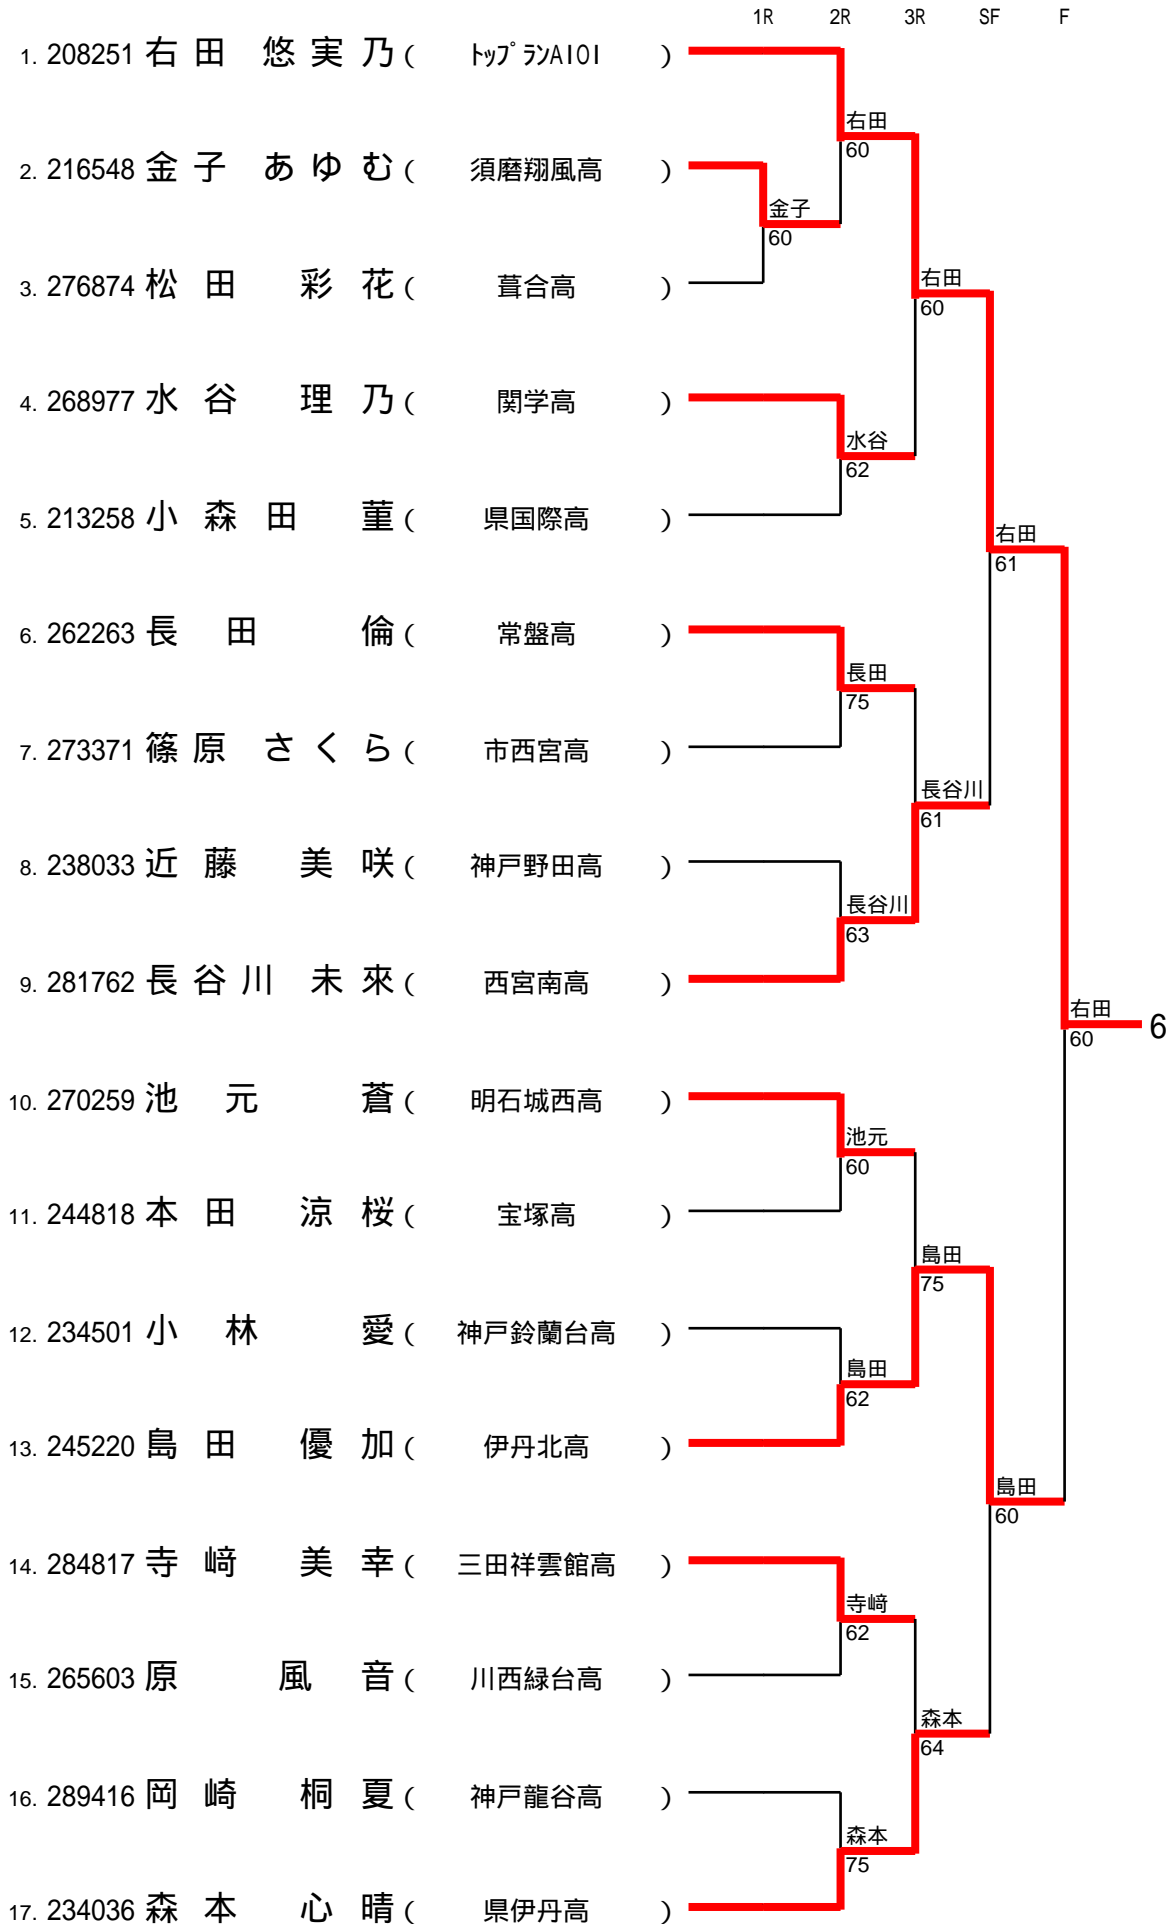 1R 2R 3R SF F
1. 208251 右田 悠実乃 ( トップランAIOI )
右田
60
2. 216548 金子 あゆむ ( 須磨翔風高 )
金子
60
3. 276874 松田 彩花 ( 葺合高 )
右田
60
4. 268977 水谷 理乃 ( 関学高 )
水谷
62
5. 213258 小森田 菫 ( 県国際高 )
右田
61
6. 262263 長田 倫 ( 常盤高 )
長田
75
7. 273371 篠原 さくら ( 市西宮高 )
長谷川
61
8. 238033 近藤 美咲 ( 神戸野田高 )
長谷川
63
9. 281762 長谷川 未來 ( 西宮南高 )
右田
60
6
10. 270259 池元 蒼 ( 明石城西高 )
池元
60
11. 244818 本田 涼桜 ( 宝塚高 )
島田
75
12. 234501 小林 愛 ( 神戸鈴蘭台高 )
島田
62
13. 245220 島田 優加 ( 伊丹北高 )
島田
60
14. 284817 寺﨑 美幸 ( 三田祥雲館高 )
寺﨑
62
15. 265603 原 風音 ( 川西緑台高 )
森本
64
16. 289416 岡崎 桐夏 ( 神戸龍谷高 )
森本
75
17. 234036 森本 心晴 ( 県伊丹高 )